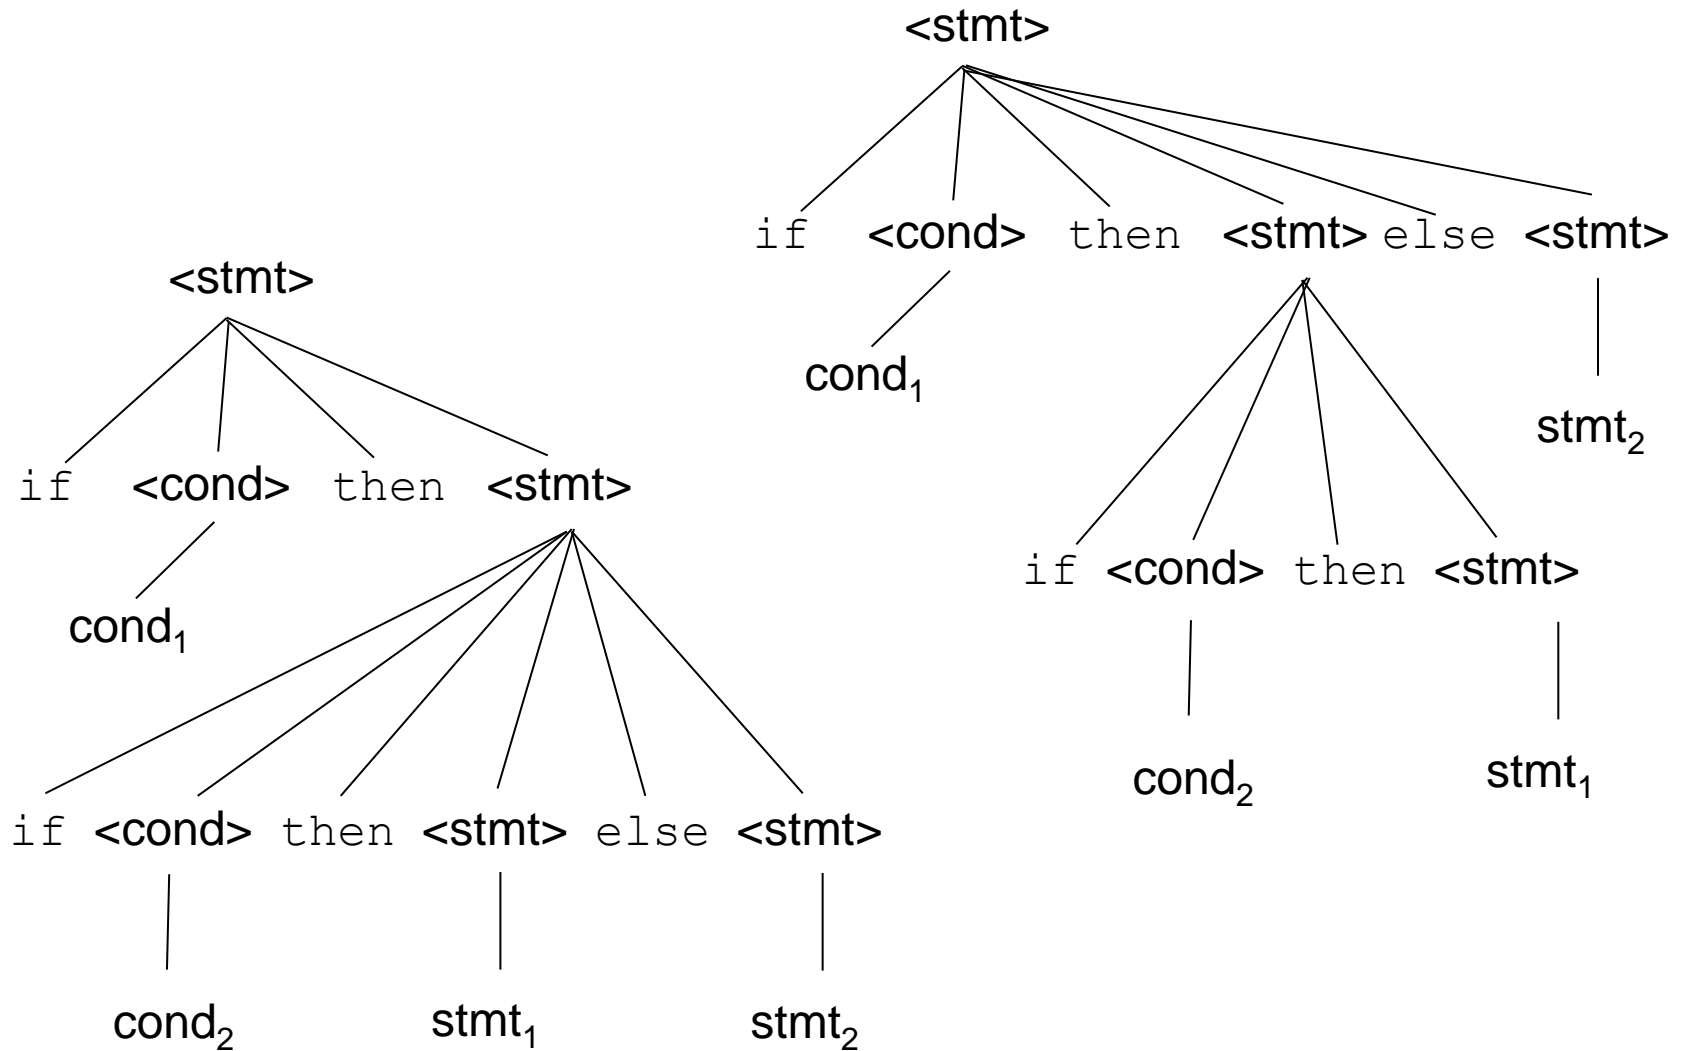 <stmt>
if <cond> then <stmt> else <stmt>
cond₁
stmt₂
if <cond> then <stmt>
cond₂ stmt₁
<stmt>
if <cond> then <stmt>
cond₁
if <cond> then <stmt> else <stmt>
cond₂ stmt₁ stmt₂